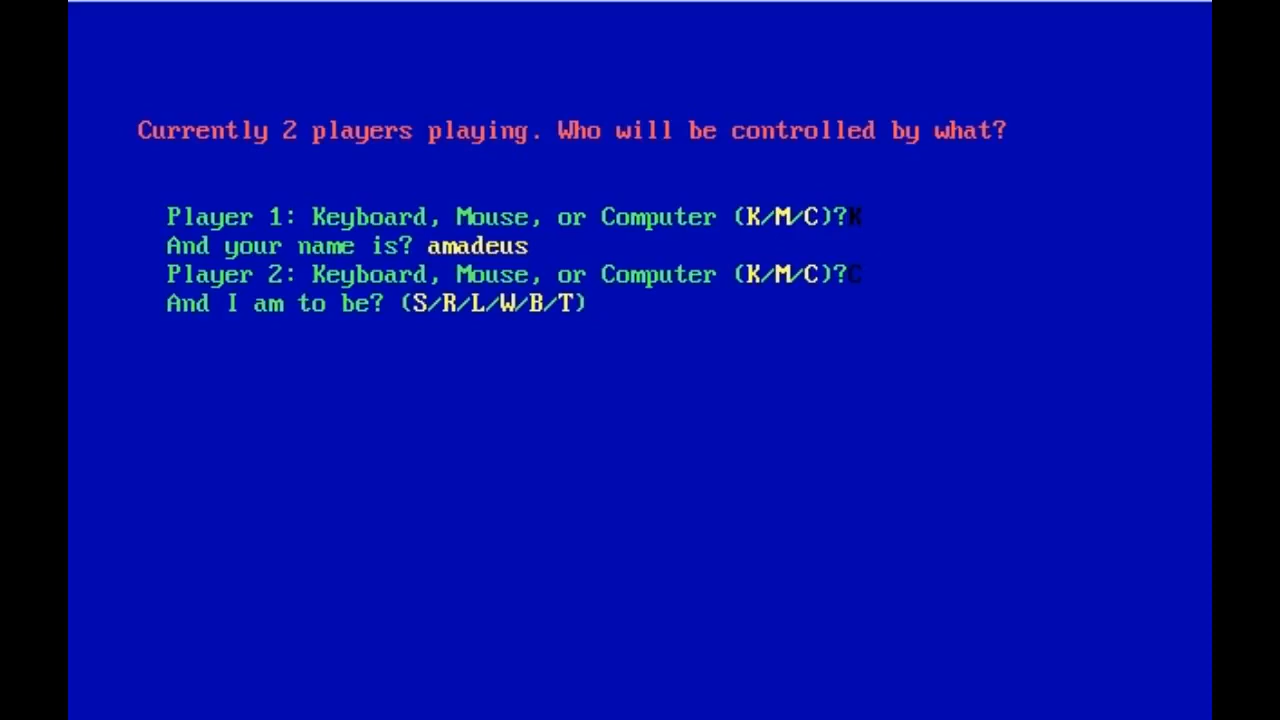 Currently 2 players playing. Who will be controlled by what?
Player 1: Keyboard, Mouse, or Computer (K/M/C)?K
And your name is? amadeus
Player 2: Keyboard, Mouse, or Computer (K/M/C)?C
And I am to be? (S/R/L/W/B/T)